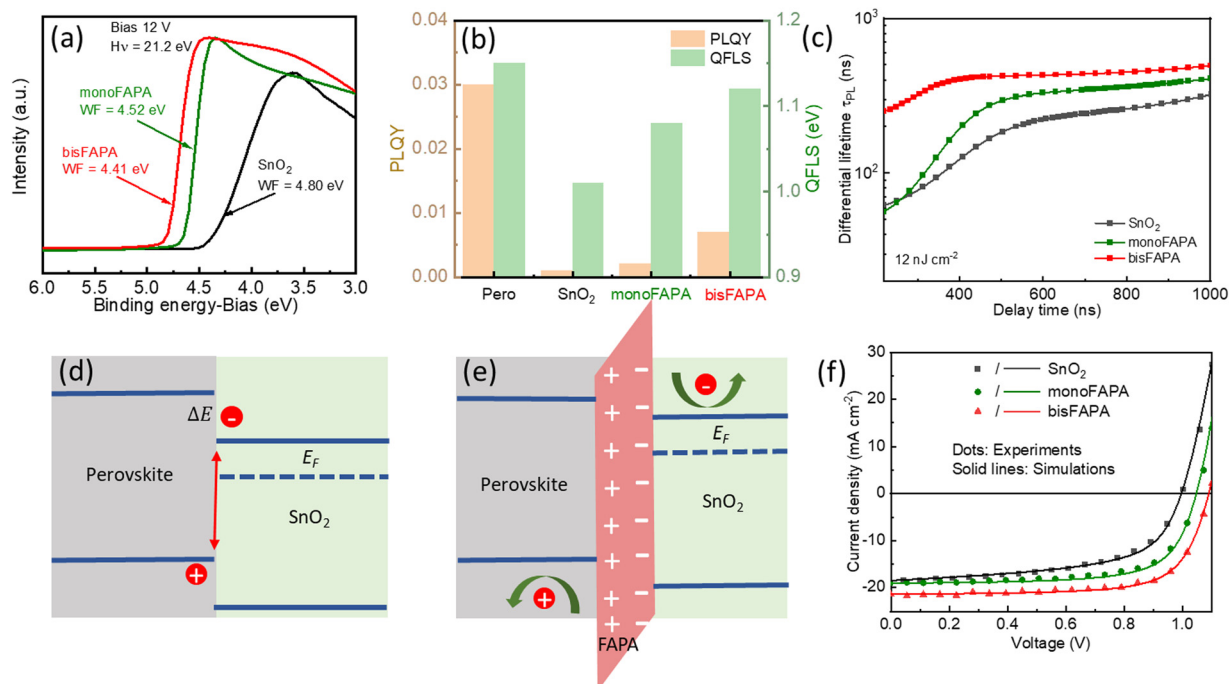 (a)
Bias 12 V
Hν = 21.2 eV
monoFAPA
WF = 4.52 eV
bisFAPA
WF = 4.41 eV
SnO₂
WF = 4.80 eV
Intensity (a.u.)
6.0 5.5 5.0 4.5 4.0 3.5 3.0
Binding energy-Bias (eV)
(b)
PLQY
QFLS
0.04
0.03
0.02
0.01
0.00
PLQY
1.2
1.1
1.0
0.9
QFLS (eV)
Pero SnO₂ monoFAPA bisFAPA
(c)
Differential lifetime τPL (ns)
10³
10²
SnO₂
monoFAPA
bisFAPA
12 nJ cm⁻²
400 600 800 1000
Delay time (ns)
(d)
ΔE
-
E_F
Perovskite
SnO₂
+
(e)
+ -
+ -
+ -
+ -
+ -
+ -
+ -
+ -
-
E_F
Perovskite
SnO₂
+
FAPA
(f)
/ SnO₂
/ monoFAPA
/ bisFAPA
Dots: Experiments
Solid lines: Simulations
30
20
10
0
-10
-20
Current density (mA cm⁻²)
0.0 0.2 0.4 0.6 0.8 1.0
Voltage (V)